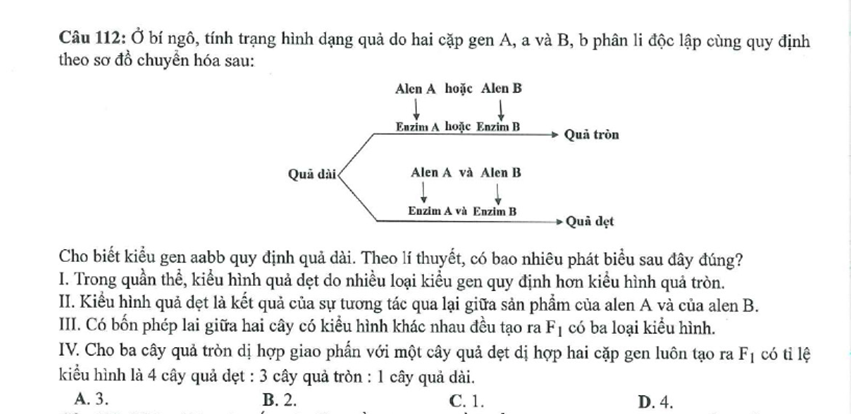 Câu 112: Ở bí ngô, tính trạng hình dạng quả do hai cặp gen A, a và B, b phân li độc lập cùng quy định
theo sơ đồ chuyển hóa sau:
Alen A hoặc Alen B
Enzim A hoặc Enzim B
Quả tròn
Quả dài
Alen A và Alen B
Enzim A và Enzim B
Quả dẹt
Cho biết kiểu gen aabb quy định quả dài. Theo lí thuyết, có bao nhiêu phát biểu sau đây đúng?
I. Trong quần thể, kiểu hình quả dẹt do nhiều loại kiểu gen quy định hơn kiểu hình quả tròn.
II. Kiểu hình quả dẹt là kết quả của sự tương tác qua lại giữa sản phẩm của alen A và của alen B.
III. Có bốn phép lai giữa hai cây có kiểu hình khác nhau đều tạo ra F1 có ba loại kiểu hình.
IV. Cho ba cây quả tròn dị hợp giao phấn với một cây quả dẹt dị hợp hai cặp gen luôn tạo ra F1 có tỉ lệ
kiểu hình là 4 cây quả dẹt : 3 cây quả tròn : 1 cây quả dài.
A. 3. B. 2. C. 1. D. 4.